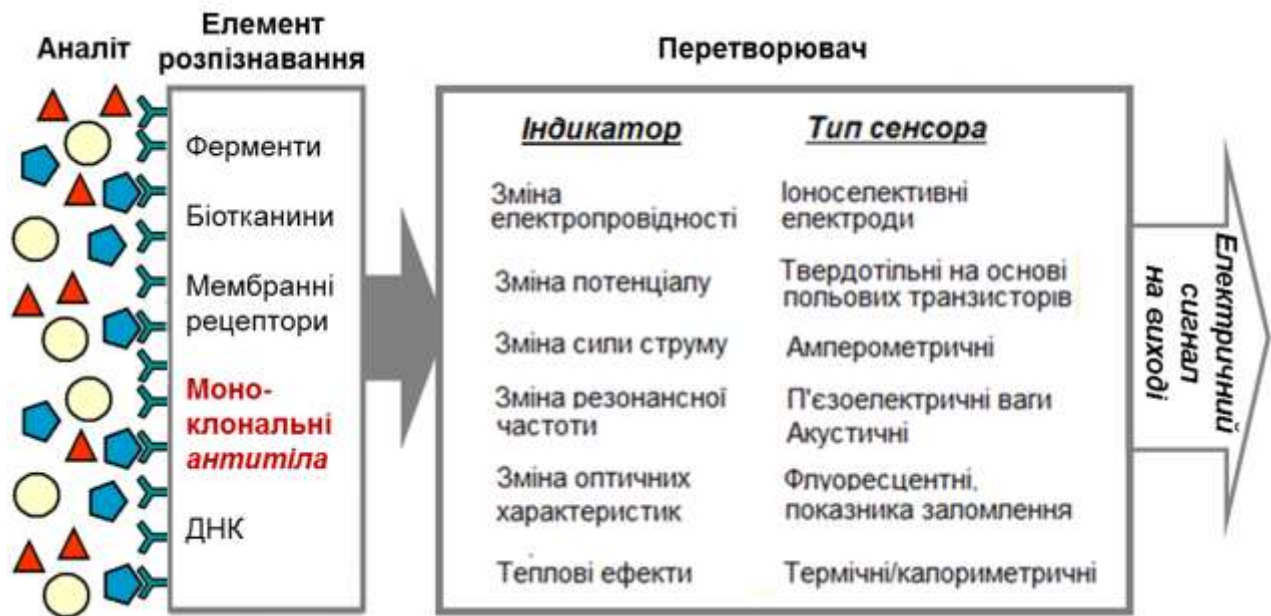 Аналіт
Елемент
розпізнавання
Перетворювач
Ферменти
Біотканини
Мембранні
рецептори
Моно-
клональні
антитіла
ДНК
Індикатор
Тип сенсора
Зміна
електропровідності
Іоноселективні
електроди
Зміна потенціалу
Твердотільні на основі
польових транзисторів
Зміна сили струму
Амперометричні
Зміна резонансної
частоти
П'єзоелектричні ваги
Акустичні
Зміна оптичних
характеристик
Флуоресцентні,
показника заломлення
Теплові ефекти
Термічні/калориметричні
Електричний
сигнал
на виході